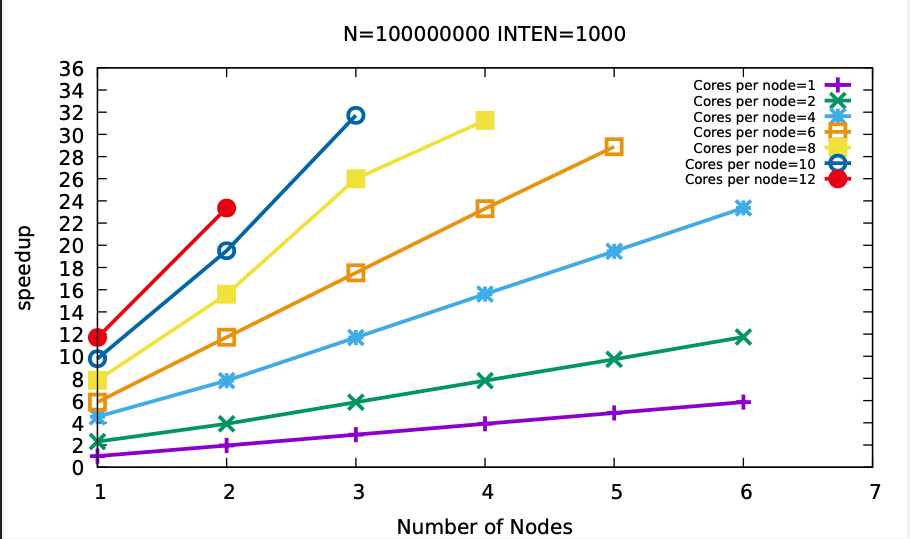 N=100000000 INTEN=1000
36
34
32
30
28
26
24
22
20
18
16
14
12
10
8
6
4
2
0
speedup
Cores per node=1
Cores per node=2
Cores per node=4
Cores per node=6
Cores per node=8
Cores per node=10
Cores per node=12
1 2 3 4 5 6 7
Number of Nodes